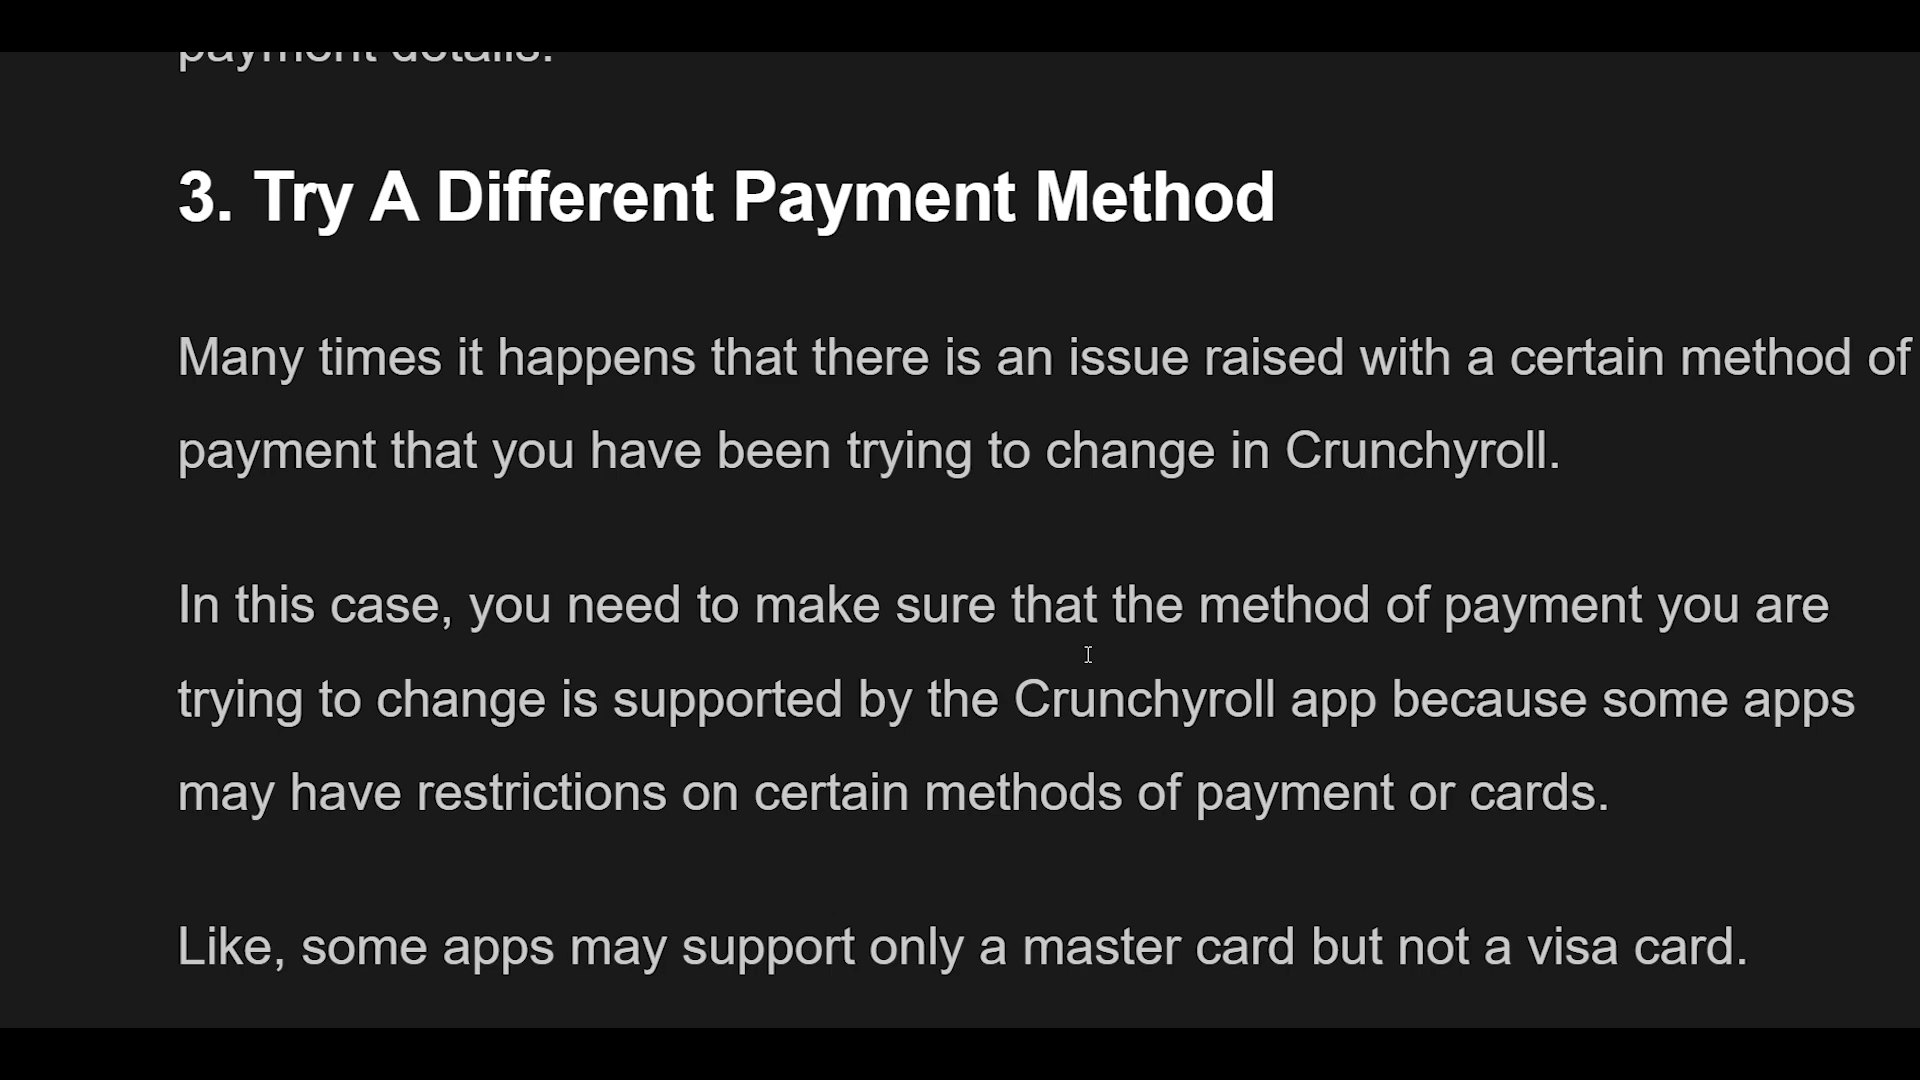 payment details.
3. Try A Different Payment Method
Many times it happens that there is an issue raised with a certain method of
payment that you have been trying to change in Crunchyroll.
In this case, you need to make sure that the method of payment you are
trying to change is supported by the Crunchyroll app because some apps
may have restrictions on certain methods of payment or cards.
Like, some apps may support only a master card but not a visa card.